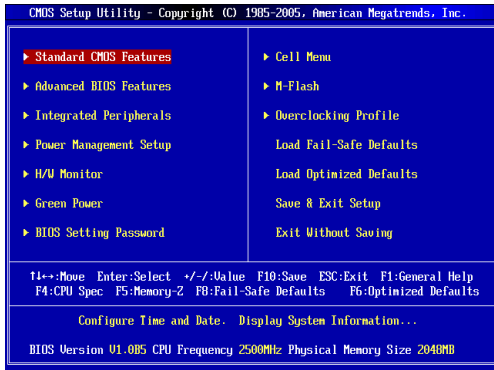 CMOS Setup Utility - Copyright (C) 1985-2005, American Megatrends, Inc.
Standard CMOS Features
Advanced BIOS Features
Integrated Peripherals
Power Management Setup
H/W Monitor
Green Power
BIOS Setting Password
Cell Menu
M-Flash
Overclocking Profile
Load Fail-Safe Defaults
Load Optimized Defaults
Save & Exit Setup
Exit Without Saving
↑↓←→:Move Enter:Select +/-/:Value F10:Save ESC:Exit F1:General Help
F4:CPU Spec F5:Memory-Z F8:Fail-Safe Defaults F6:Optimized Defaults
Configure Time and Date. Display System Information...
BIOS Version V1.0B5 CPU Frequency 2500MHz Physical Memory Size 2048MB